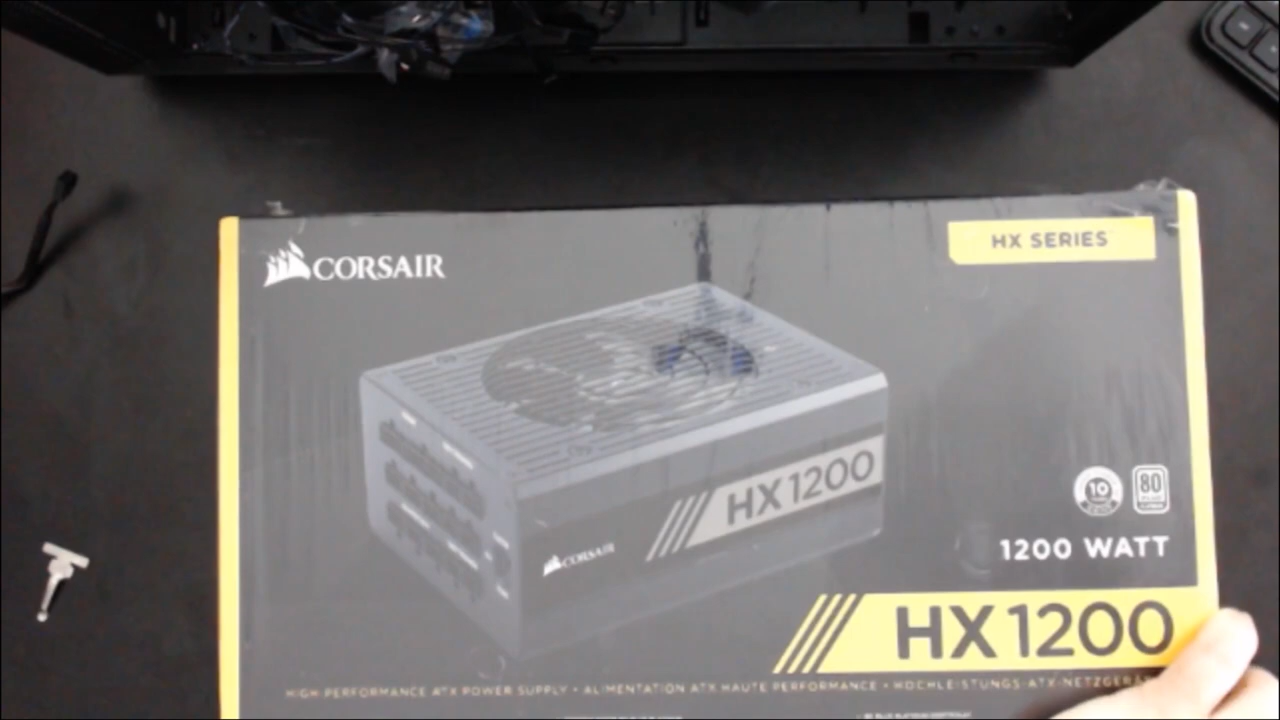 CORSAIR
HX SERIES
HX1200
CORSAIR
10
80
1200 WATT
HX1200
HIGH PERFORMANCE ATX POWER SUPPLY • ALIMENTATION ATX HAUTE PERFORMANCE • HOCHLEISTUNGS-ATX-NETZGERÄ